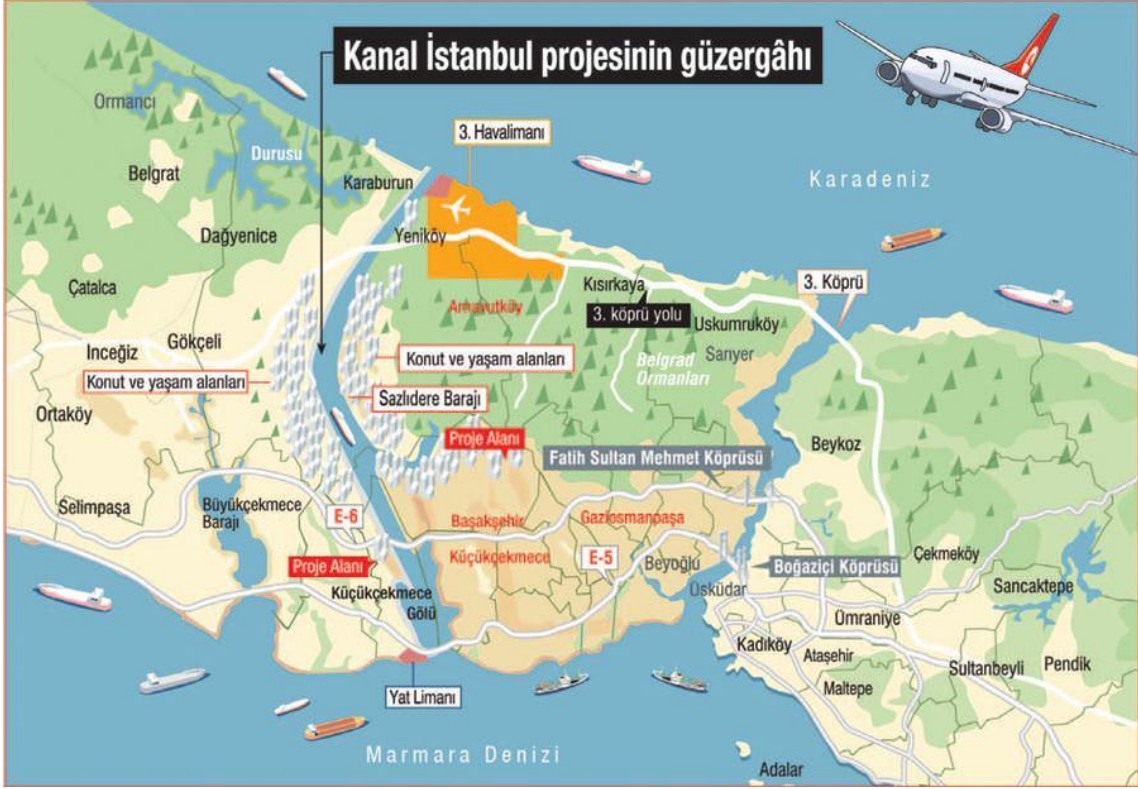 Kanal İstanbul projesinin güzergâhı
Ormancı
3. Havalimanı
Durusu
Belgrat
Karaburun
Karadeniz
Dağyenice
Yeniköy
Çatalca
Kısırkaya
3. Köprü
Arnavutköy
3. köprü yolu
Uskumruköy
Gökçeli
İnceğiz
Sarıyer
Konut ve yaşam alanları
Belgrad
Ormanları
Konut ve yaşam alanları
Sazlıdere Barajı
Ortaköy
Proje Alanı
Beykoz
Fatih Sultan Mehmet Köprüsü
Selimpaşa
Büyükçekmece
Barajı
E-6
Başakşehir
Gaziosmanpaşa
Küçükçekmece
E-5
Beyoğlu
Çekmeköy
Proje Alanı
Boğaziçi Köprüsü
Üsküdar
Sancaktepe
Küçükçekmece
Gölü
Ümraniye
Kadıköy
Ataşehir
Sultanbeyli
Pendik
Maltepe
Yat Limanı
Marmara Denizi
Adalar